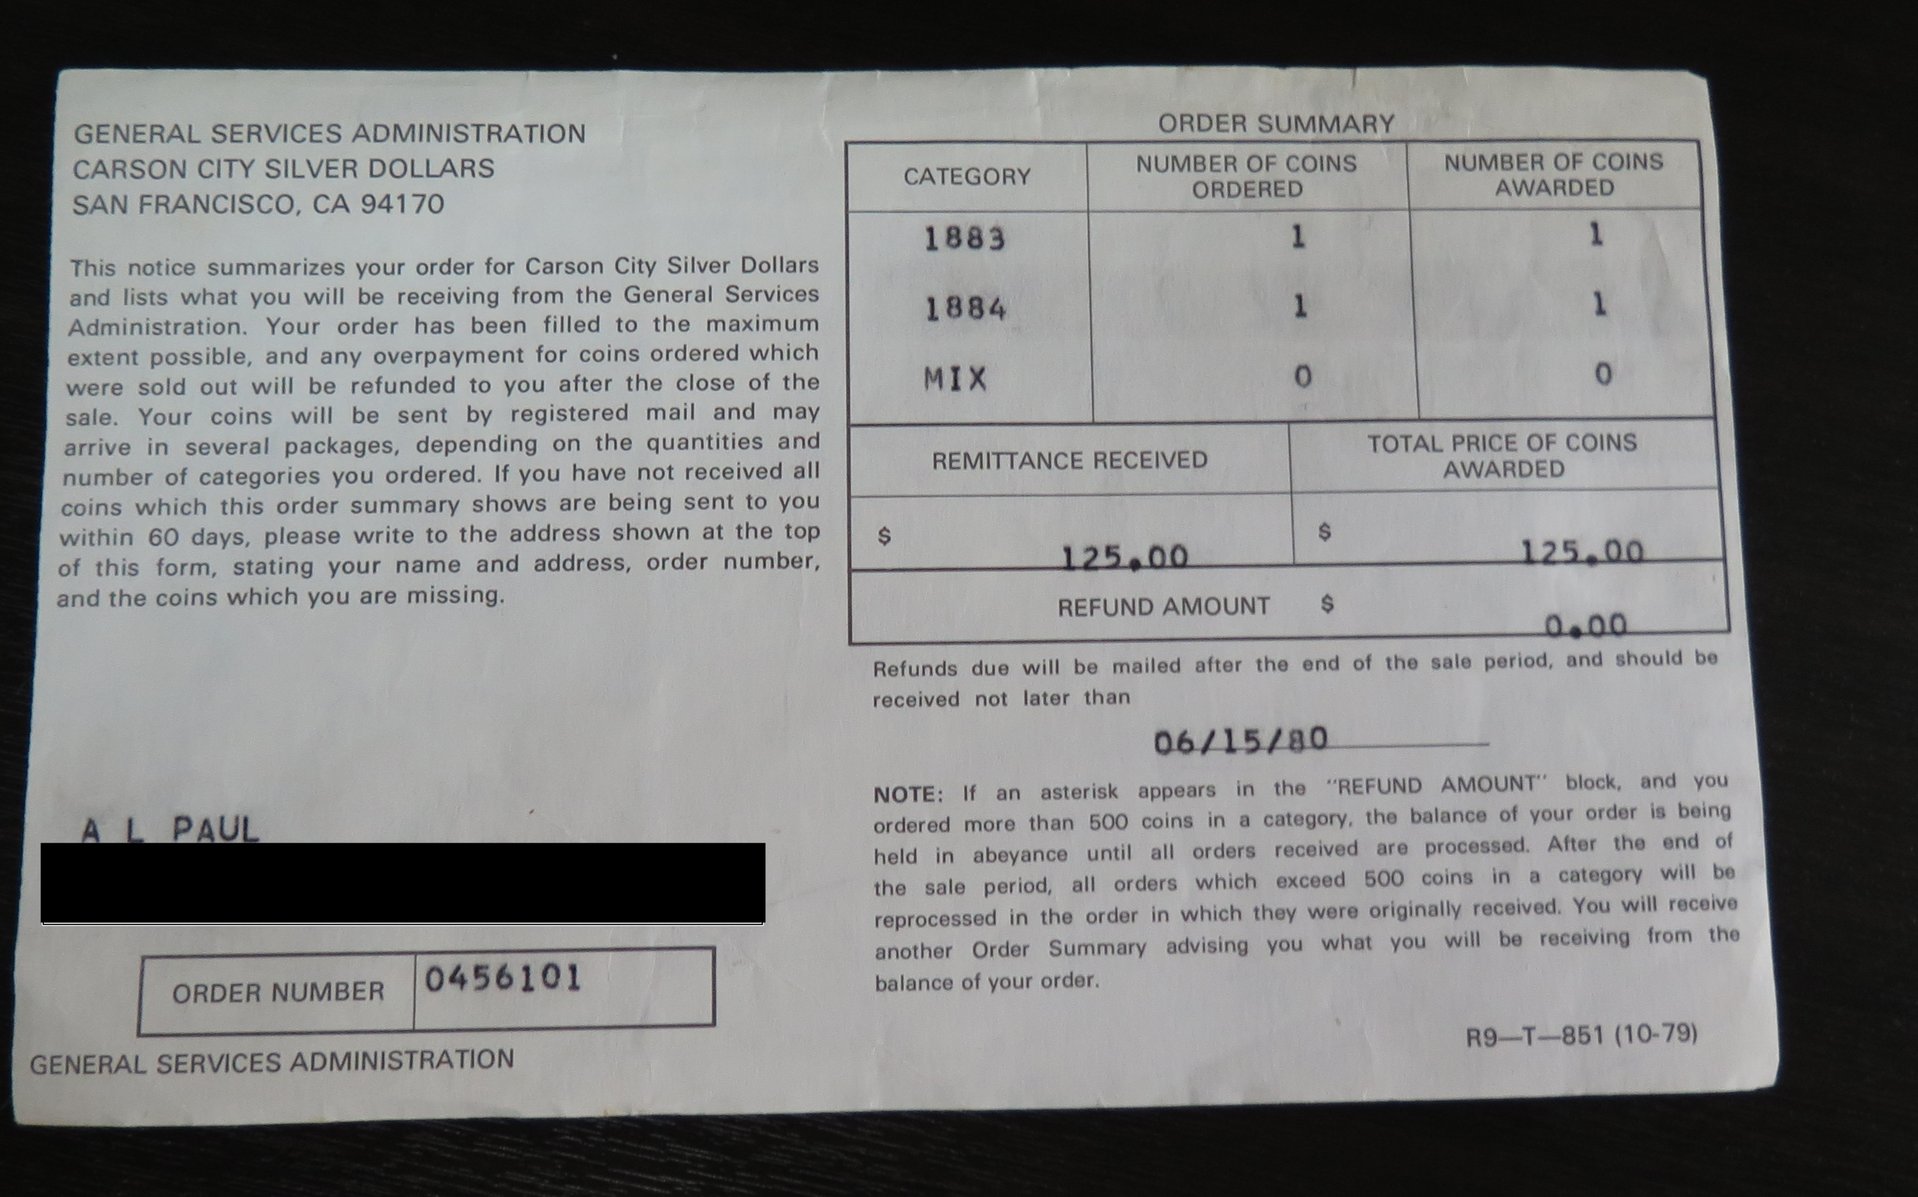 GENERAL SERVICES ADMINISTRATION
CARSON CITY SILVER DOLLARS
SAN FRANCISCO, CA 94170
This notice summarizes your order for Carson City Silver Dollars
and lists what you will be receiving from the General Services
Administration. Your order has been filled to the maximum
extent possible, and any overpayment for coins ordered which
were sold out will be refunded to you after the close of the
sale. Your coins will be sent by registered mail and may
arrive in several packages, depending on the quantities and
number of categories you ordered. If you have not received all
coins which this order summary shows are being sent to you
within 60 days, please write to the address shown at the top
of this form, stating your name and address, order number,
and the coins which you are missing.
A L PAUL
ORDER NUMBER 0456101
GENERAL SERVICES ADMINISTRATION
ORDER SUMMARY
CATEGORY NUMBER OF COINS ORDERED NUMBER OF COINS AWARDED
1883 1 1
1884 1 1
MIX 0 0
REMITTANCE RECEIVED TOTAL PRICE OF COINS AWARDED
$ 125.00 $ 125.00
REFUND AMOUNT $ 0.00
Refunds due will be mailed after the end of the sale period, and should be
received not later than
06/15/80
NOTE: If an asterisk appears in the "REFUND AMOUNT" block, and you
ordered more than 500 coins in a category, the balance of your order is being
held in abeyance until all orders received are processed. After the end of
the sale period, all orders which exceed 500 coins in a category will be
reprocessed in the order in which they were originally received. You will receive
another Order Summary advising you what you will be receiving from the
balance of your order.
R9—T—851 (10-79)